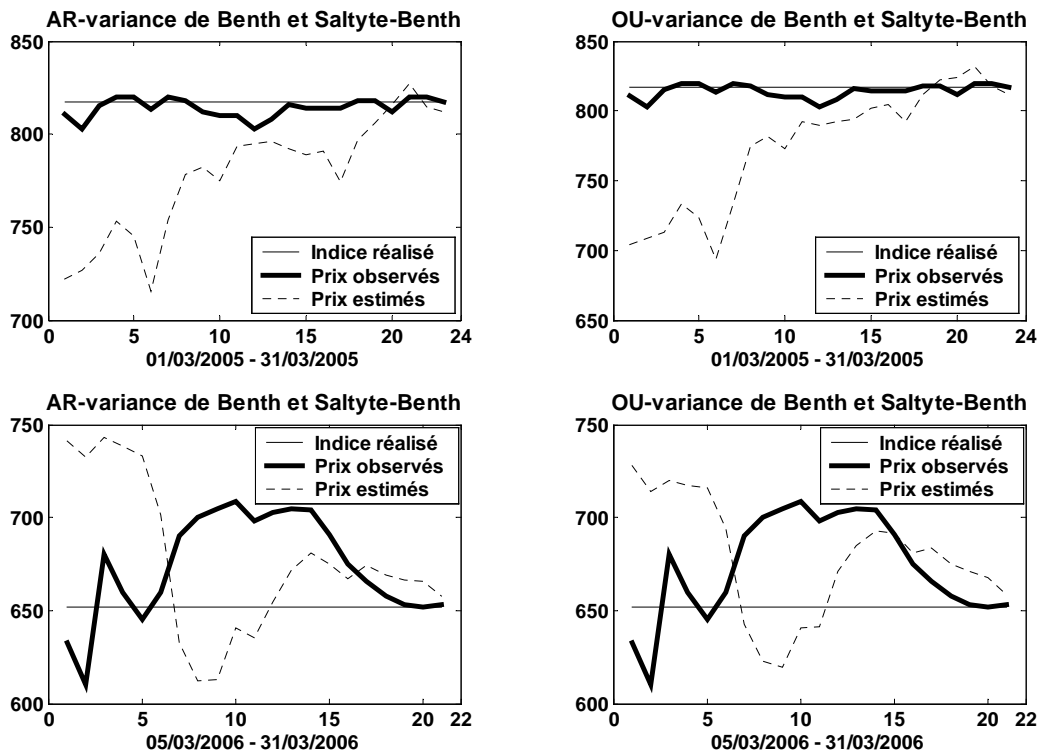 AR-variance de Benth et Saltyte-Benth
850
800
750
700
0 5 10 15 20 24
01/03/2005 - 31/03/2005
Indice réalisé
Prix observés
Prix estimés
OU-variance de Benth et Saltyte-Benth
850
800
750
700
650
0 5 10 15 20 24
01/03/2005 - 31/03/2005
Indice réalisé
Prix observés
Prix estimés
AR-variance de Benth et Saltyte-Benth
750
700
650
600
0 5 10 15 20 22
05/03/2006 - 31/03/2006
Indice réalisé
Prix observés
Prix estimés
OU-variance de Benth et Saltyte-Benth
750
700
650
600
0 5 10 15 20 22
05/03/2006 - 31/03/2006
Indice réalisé
Prix observés
Prix estimés